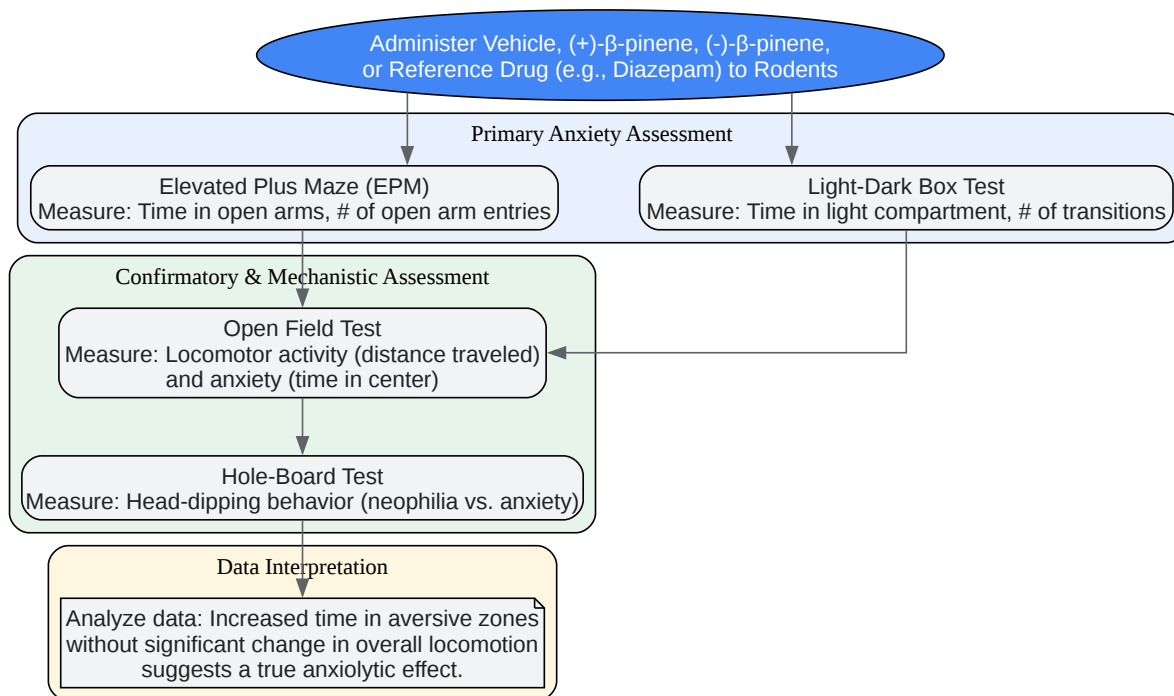 Administer Vehicle, (+)-β-pinene, (-)-β-pinene,
or Reference Drug (e.g., Diazepam) to Rodents
Primary Anxiety Assessment
Elevated Plus Maze (EPM)
Measure: Time in open arms, # of open arm entries
Light-Dark Box Test
Measure: Time in light compartment, # of transitions
Confirmatory & Mechanistic Assessment
Open Field Test
Measure: Locomotor activity (distance traveled)
and anxiety (time in center)
Hole-Board Test
Measure: Head-dipping behavior (neophilia vs. anxiety)
Data Interpretation
Analyze data: Increased time in aversive zones
without significant change in overall locomotion
suggests a true anxiolytic effect.